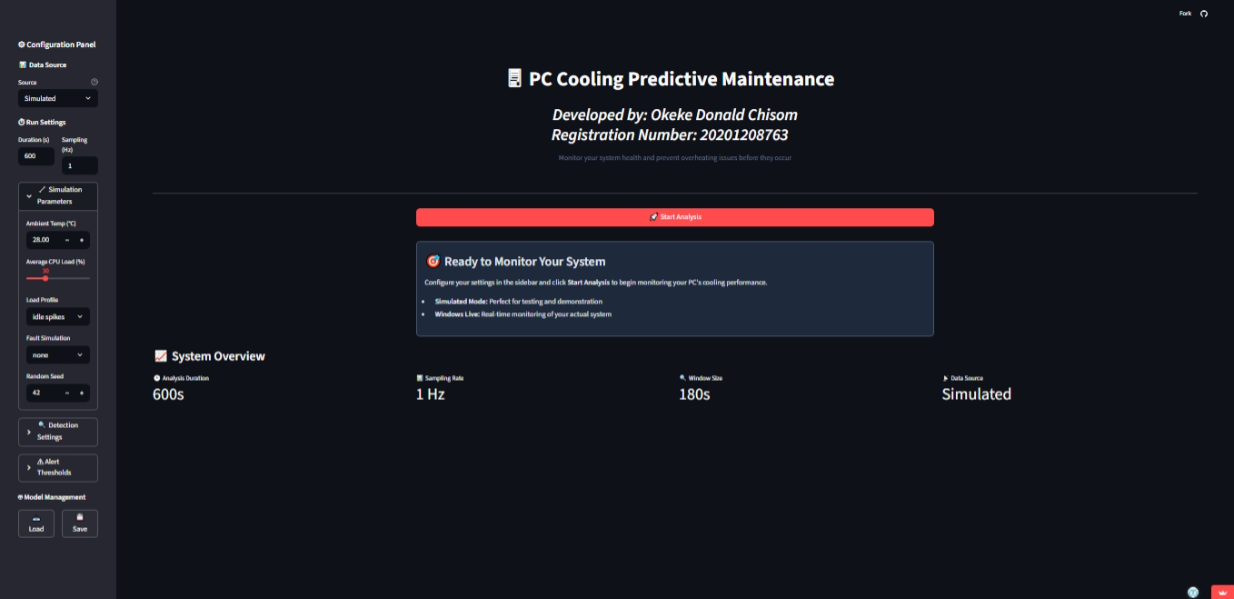 Fork
Configuration Panel
Data Source
Source
Simulated
Run Settings
Duration (s)
Sampling (Hz)
600
1
Simulation Parameters
Ambient Temp (°C)
28.00
Average CPU Load (%)
30
Load Profile
idle spikes
Fault Simulation
none
Random Seed
42
Detection Settings
Alert Thresholds
Model Management
Load
Save
PC Cooling Predictive Maintenance
Developed by: Okeke Donald Chisom
Registration Number: 20201208763
Monitor your system health and prevent overheating issues before they occur
Start Analysis
Ready to Monitor Your System
Configure your settings in the sidebar and click Start Analysis to begin monitoring your PC's cooling performance.
Simulated Mode: Perfect for testing and demonstration
Windows Live: Real-time monitoring of your actual system
System Overview
Analysis Duration
600s
Sampling Rate
1 Hz
Window Size
180s
Data Source
Simulated